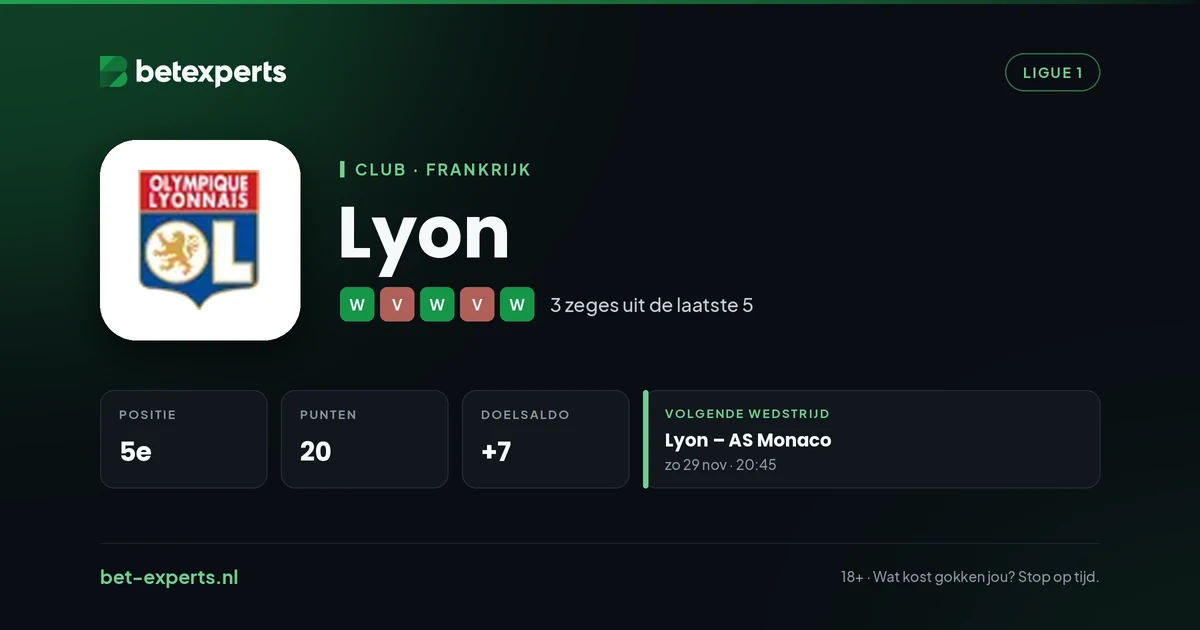 betexperts
LIGUE 1
OLYMPIQUE
LYONNAIS
OL
CLUB · FRANKRIJK
Lyon
W V W V W 3 zeges uit de laatste 5
POSITIE
5e
PUNTEN
20
DOELSALDO
+7
VOLGENDE WEDSTRIJD
Lyon – AS Monaco
zo 29 nov · 20:45
bet-experts.nl
18+ · Wat kost gokken jou? Stop op tijd.